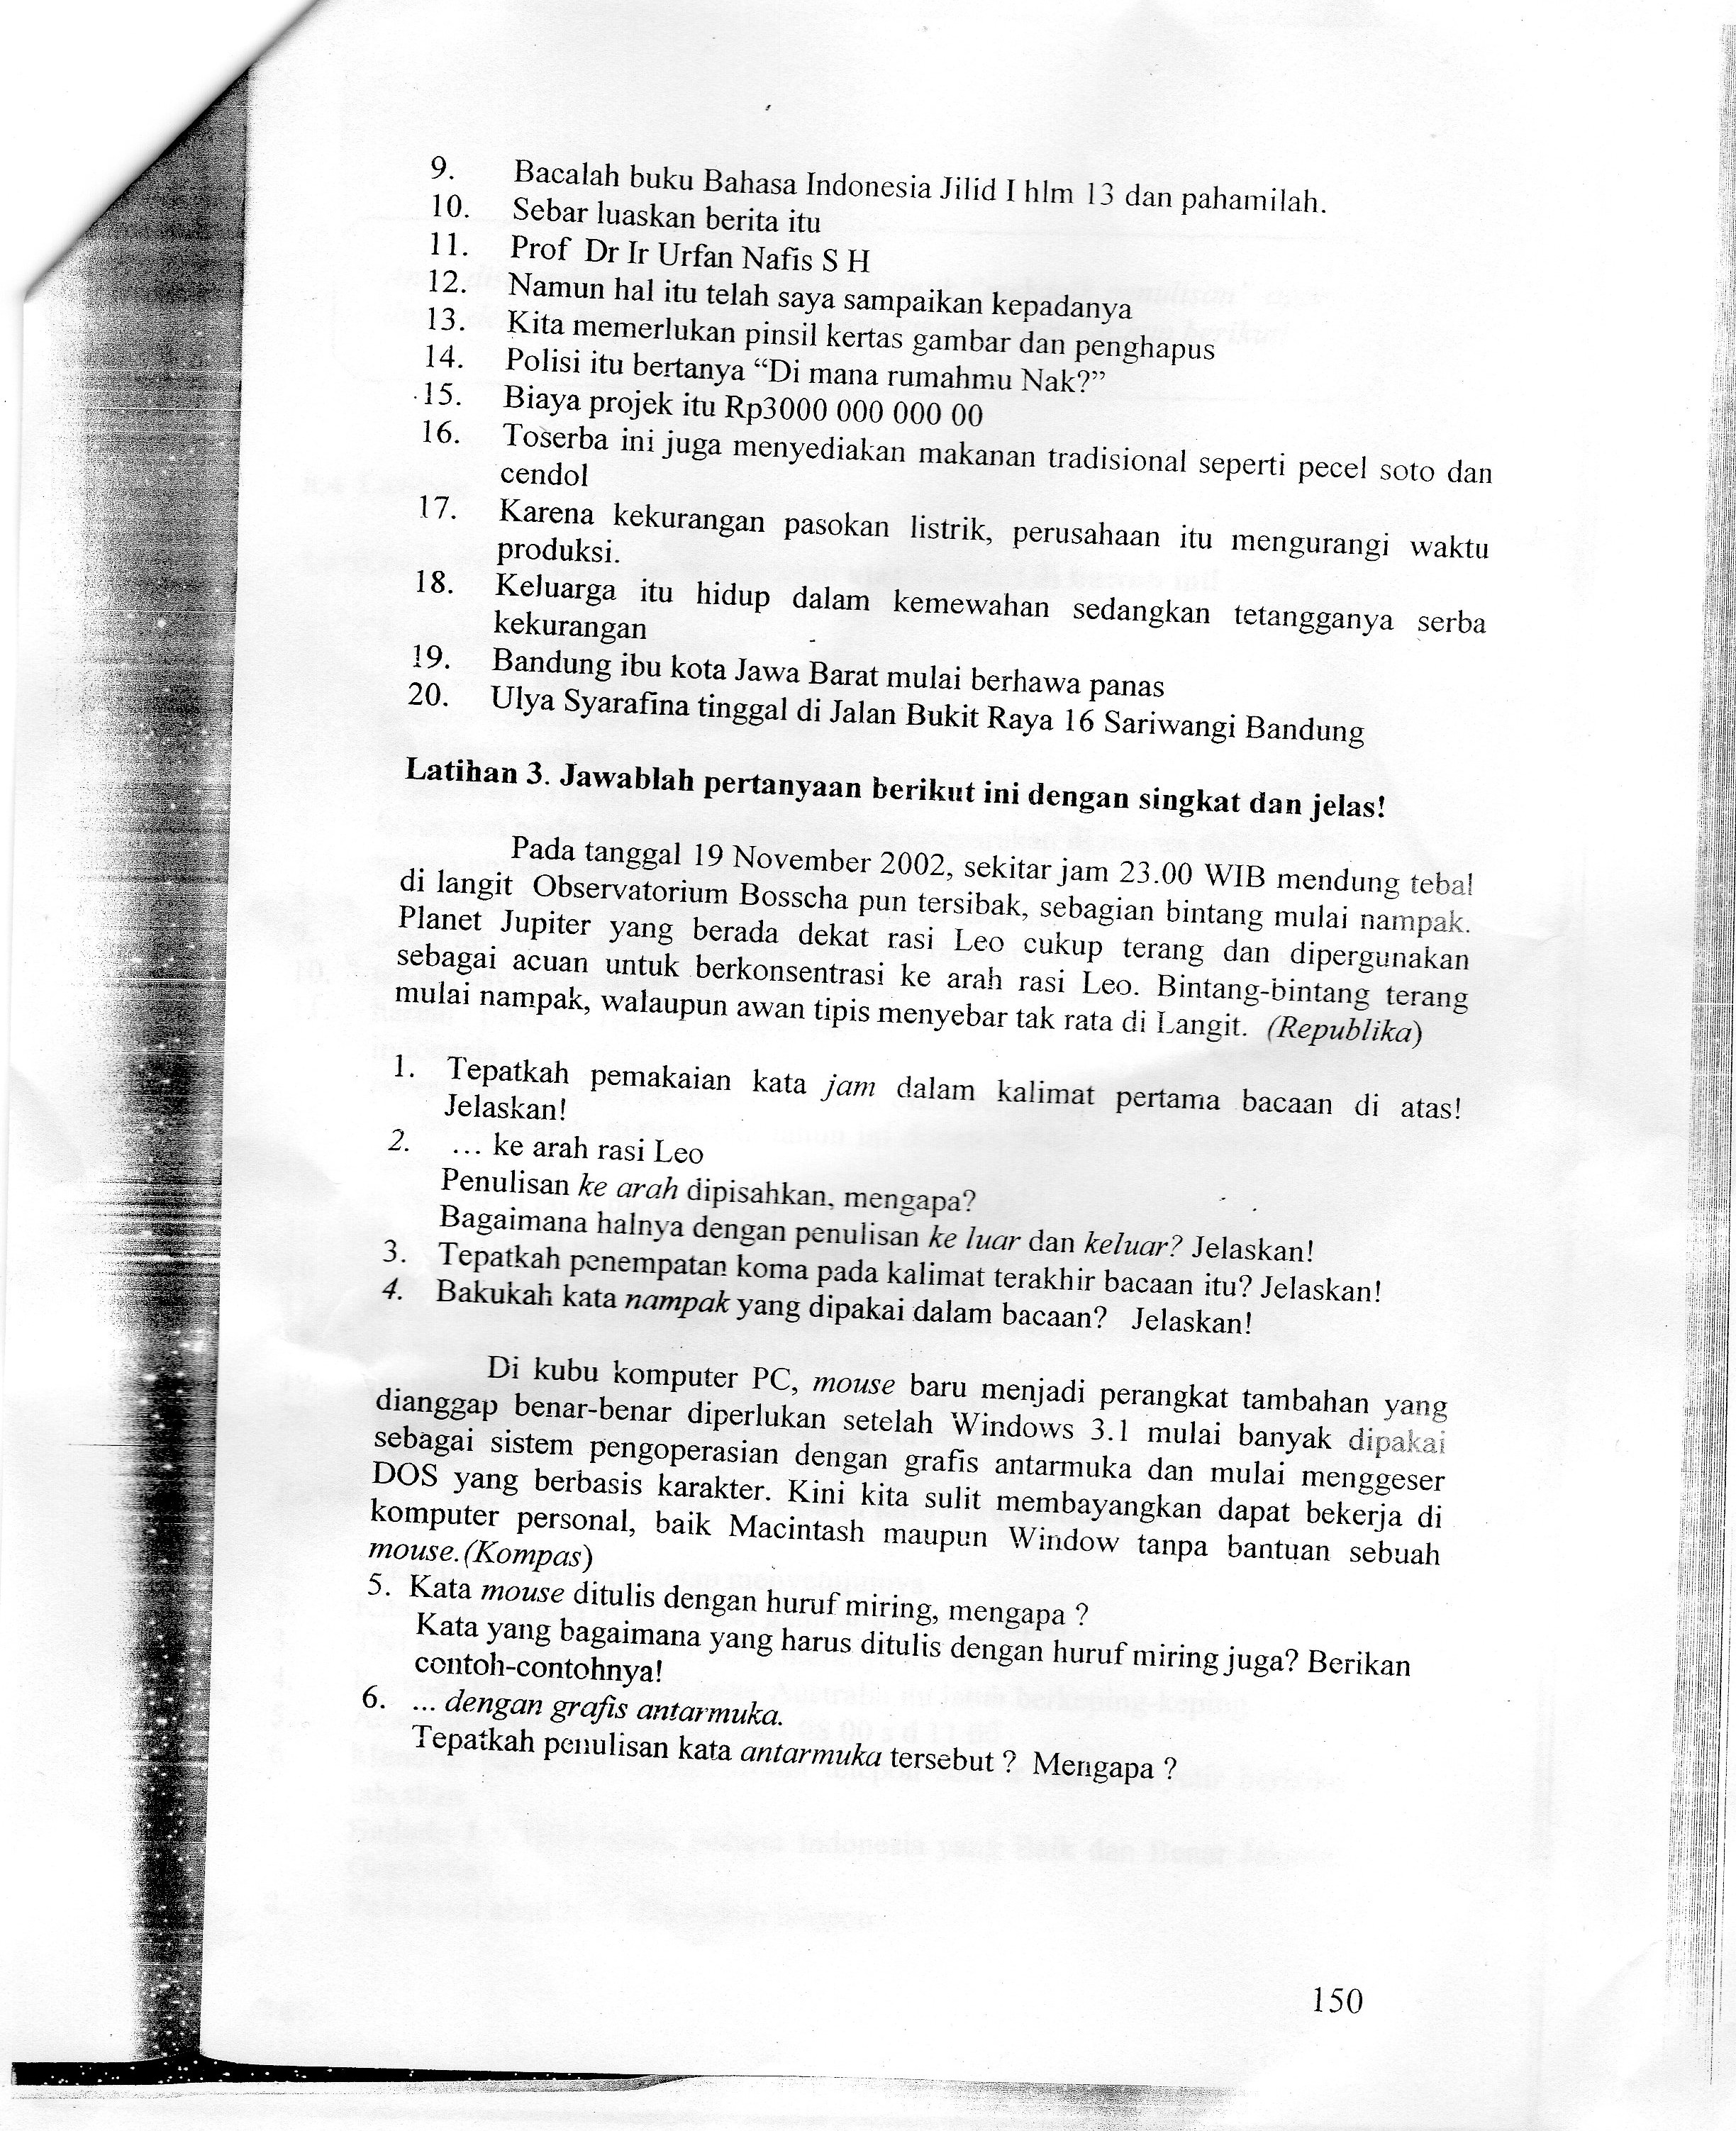 9. Bacalah buku Bahasa Indonesia Jilid I hlm 13 dan pahamilah.
10. Sebar luaskan berita itu
11. Prof Dr Ir Urfan Nafis S H
12. Namun hal itu telah saya sampaikan kepadanya
13. Kita memerlukan pinsil kertas gambar dan penghapus
14. Polisi itu bertanya “Di mana rumahmu Nak?”
15. Biaya projek itu Rp3000 000 000 00
16. Toserba ini juga menyediakan makanan tradisional seperti pecel soto dan
cendol
17. Karena kekurangan pasokan listrik, perusahaan itu mengurangi waktu
produksi.
18. Keluarga itu hidup dalam kemewahan sedangkan tetangganya serba
kekurangan
19. Bandung ibu kota Jawa Barat mulai berhawa panas
20. Ulya Syarafina tinggal di Jalan Bukit Raya 16 Sariwangi Bandung
Latihan 3. Jawablah pertanyaan berikut ini dengan singkat dan jelas!
Pada tanggal 19 November 2002, sekitar jam 23.00 WIB mendung tebal
di langit Observatorium Bosscha pun tersibak, sebagian bintang mulai nampak.
Planet Jupiter yang berada dekat rasi Leo cukup terang dan dipergunakan
sebagai acuan untuk berkonsentrasi ke arah rasi Leo. Bintang-bintang terang
mulai nampak, walaupun awan tipis menyebar tak rata di Langit. (Republika)
1. Tepatkah pemakaian kata jam dalam kalimat pertama bacaan di atas!
Jelaskan!
2. ... ke arah rasi Leo
Penulisan ke arah dipisahkan, mengapa?
Bagaimana halnya dengan penulisan ke luar dan keluar? Jelaskan!
3. Tepatkah penempatan koma pada kalimat terakhir bacaan itu? Jelaskan!
4. Bakukah kata nampak yang dipakai dalam bacaan? Jelaskan!
Di kubu komputer PC, mouse baru menjadi perangkat tambahan yang
dianggap benar-benar diperlukan setelah Windows 3.1 mulai banyak dipakai
sebagai sistem pengoperasian dengan grafis antarmuka dan mulai menggeser
DOS yang berbasis karakter. Kini kita sulit membayangkan dapat bekerja di
komputer personal, baik Macintash maupun Window tanpa bantuan sebuah
mouse.(Kompas)
5. Kata mouse ditulis dengan huruf miring, mengapa ?
Kata yang bagaimana yang harus ditulis dengan huruf miring juga? Berikan
contoh-contohnya!
6. ... dengan grafis antarmuka.
Tepatkah penulisan kata antarmuka tersebut ? Mengapa ?
150